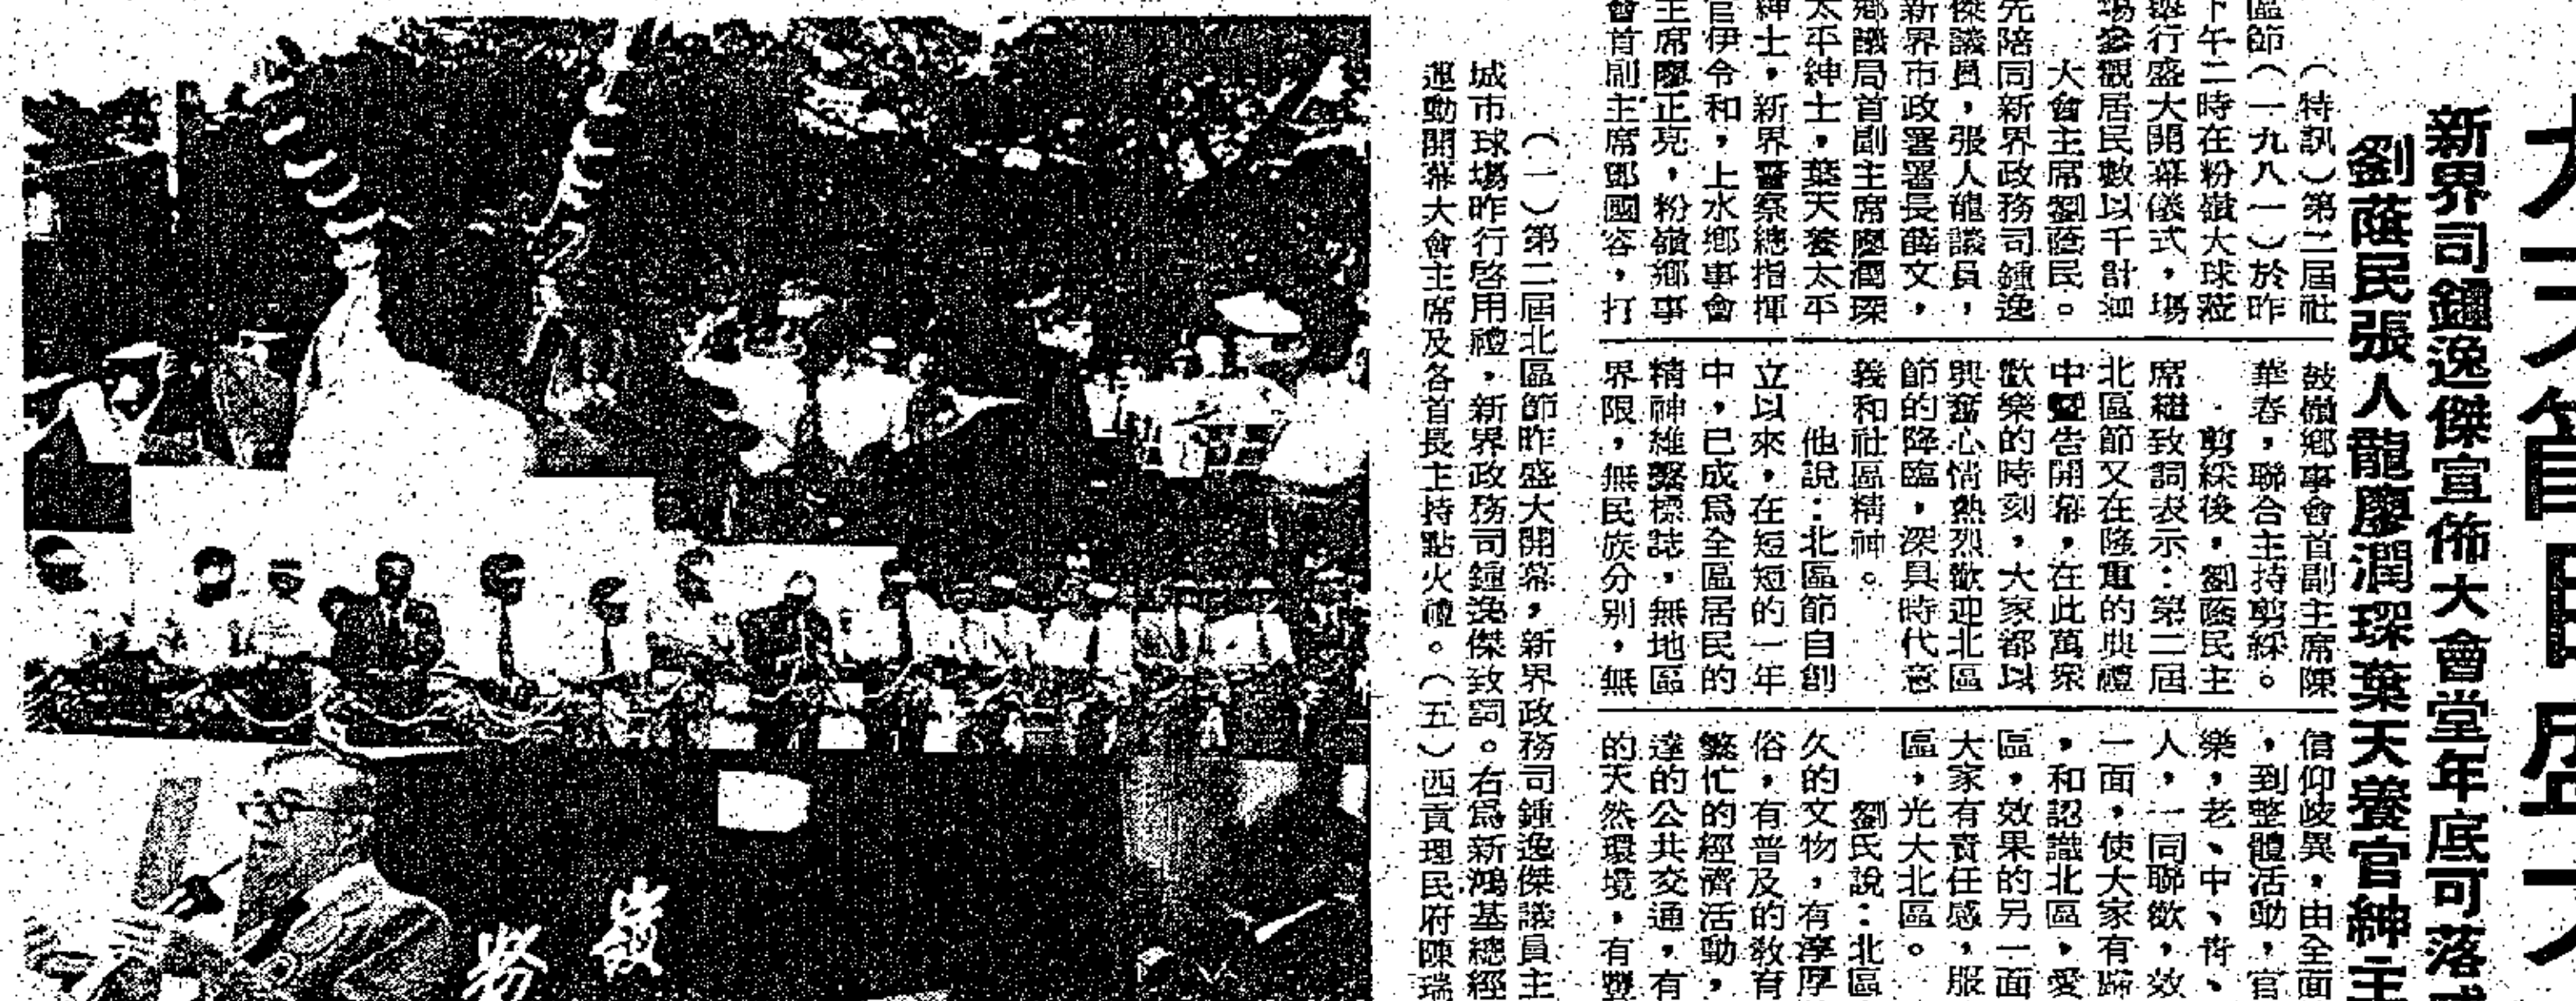 新界司鍾逸傑宣佈大會堂年底可落
劉蔭民張人龍廖潤琛葉天養官紳主
（特訊）第二屆社
區節（一九八一）於昨
下午二時在粉嶺大球
舉行盛大開幕儀式，塲
塲參觀居民數以千計
大會主席劉蔭民。
先陪同新界政務司鍾逸
傑議員，張人龍議員，
新界市政署署長薛文，
鄉議局首副主席廖潤琛
太平紳士，葉天養太平
紳士，新界警察總指揮
官伊令和，上水鄉事會
主席廖正亮，粉嶺鄉事
會首副主席鄧國容，打
鼓嶺鄉事會首副主席陳
華春，聯合主持剪綵。
剪綵後，劉蔭民主
席繼致詞表示：第二屆
北區節又在隆重的典禮
中暨告開幕，在此萬衆
歡樂的時刻，大家都以
興奮心情熱烈歡迎北區
節的降臨，深具時代意
義和社區精神。
他說：北區節自創
立以來，在短短的一年
中，已成爲全區居民的
精神維繫標誌，無地區
界限，無民族分別，無
信仰歧異，由全面
，到整體活動，官
樂，老、中、青、
人，一同聯歡，效
一面，使大家有歸
，和認識北區，愛
區，效果的另一面
大家有責任感，服
區，光大北區。
劉民說：北區
久的文物，有淳厚
俗，有普及的教育
繁忙的經濟活動，
達的公共交通，有
的天然環境，有豐
（一）第二屆北區節昨盛大開幕，新界政務司鍾逸傑議員主
城市球塲昨行啓用禮，新界政務司鍾逸傑致詞。右爲新鴻基總經
運動開幕大會主席及各首長主持點火禮。（五）西貢理民府陳瑞